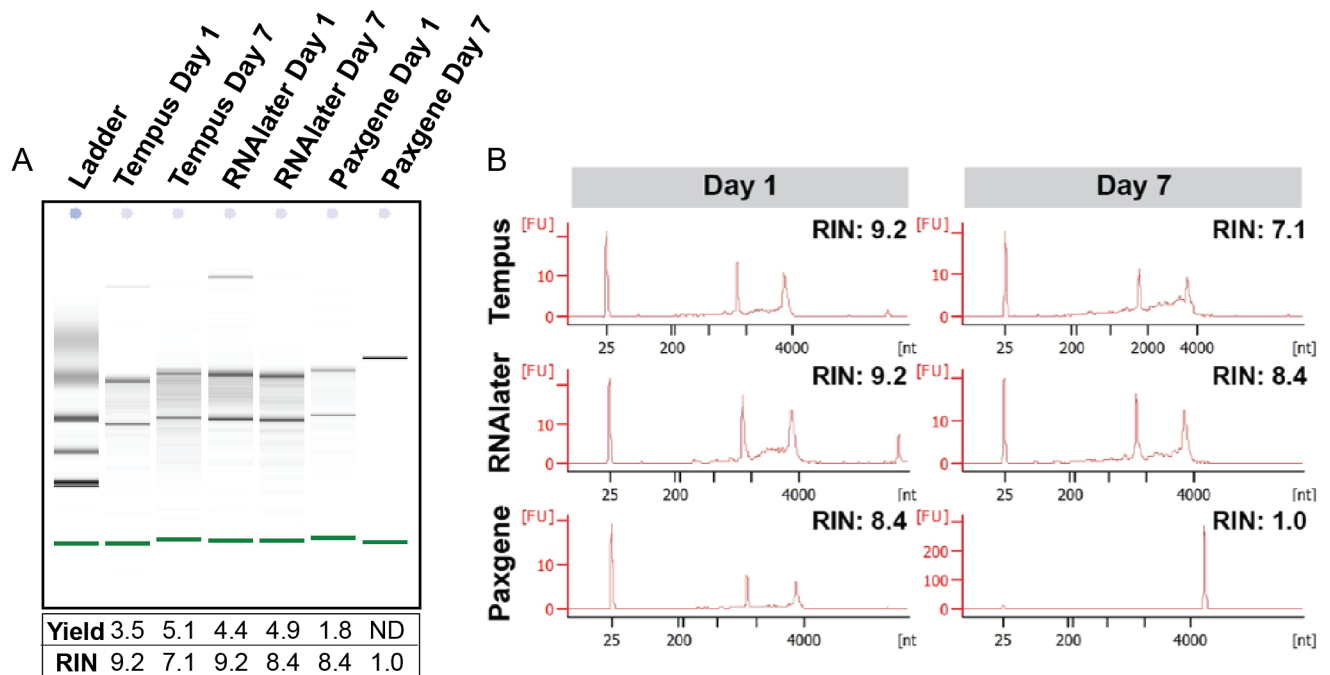 A
Ladder
Tempus Day 1
Tempus Day 7
RNAlater Day 1
RNAlater Day 7
Paxgene Day 1
Paxgene Day 7
Yield 3.5 5.1 4.4 4.9 1.8 ND
RIN 9.2 7.1 9.2 8.4 8.4 1.0
B
Day 1 Day 7
Tempus
[FU] RIN: 9.2
10
0
25 200 4000 [nt
[FU] RIN: 7.1
10
0
25 200 2000 4000 [nt]
RNAlater
[FU] RIN: 9.2
10
0
25 200 4000 [nt
[FU] RIN: 8.4
10
0
25 200 4000 [nt]
Paxgene
[FU] RIN: 8.4
10
0
25 200 4000 [nt
[FU] RIN: 1.0
200
100
0
25 200 4000 [nt]